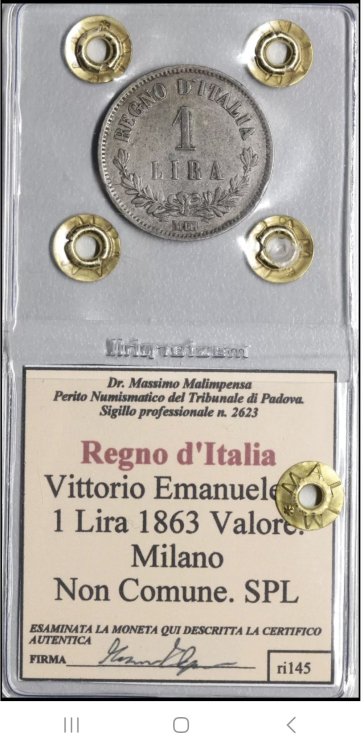 REGNO D'ITALIA
1
LIRA
Dr. Massimo Malimpensa
Perito Numismatico del Tribunale di Padova.
Sigillo professionale n. 2623
Regno d'Italia
Vittorio Emanuele
1 Lira 1863 Valore.
Milano
Non Comune. SPL
ESAMINATA LA MONETA QUI DESCRITTA LA CERTIFICO
AUTENTICA
FIRMA
ri145